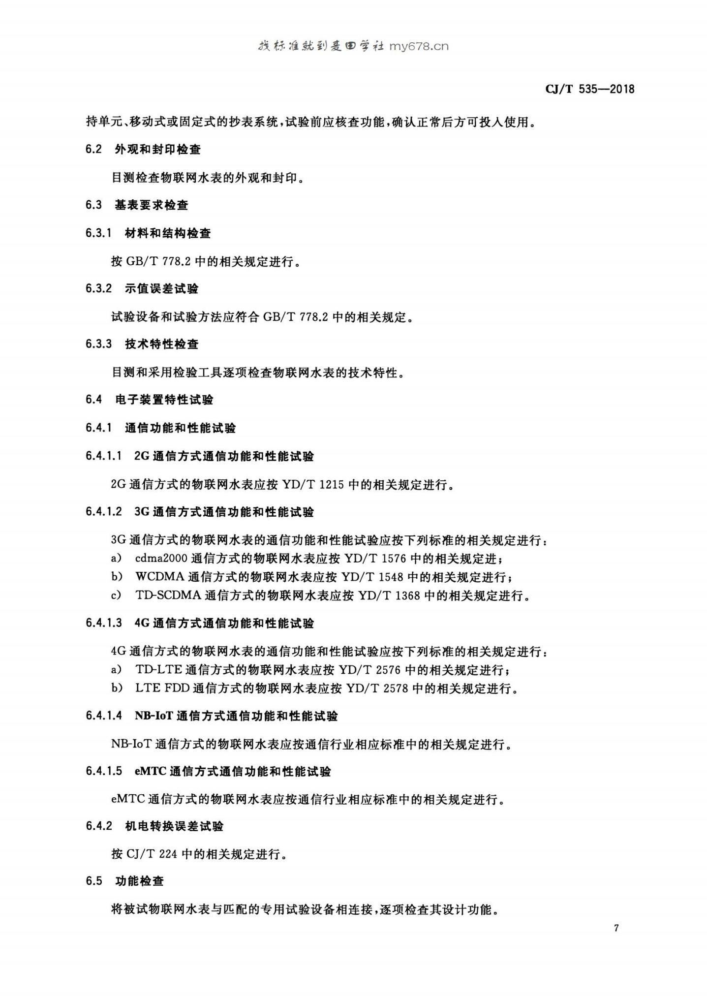 找标准就到麦田学社 my678.cn
CJ/T 535—2018
持单元、移动式或固定式的抄表系统,试验前应核查功能,确认正常后方可投入使用。
6.2 外观和封印检查
目测检查物联网水表的外观和封印。
6.3 基表要求检查
6.3.1 材料和结构检查
按 GB/T 778.2 中的相关规定进行。
6.3.2 示值误差试验
试验设备和试验方法应符合 GB/T 778.2 中的相关规定。
6.3.3 技术特性检查
目测和采用检验工具逐项检查物联网水表的技术特性。
6.4 电子装置特性试验
6.4.1 通信功能和性能试验
6.4.1.1 2G 通信方式通信功能和性能试验
2G 通信方式的物联网水表应按 YD/T 1215 中的相关规定进行。
6.4.1.2 3G 通信方式通信功能和性能试验
3G 通信方式的物联网水表的通信功能和性能试验应按下列标准的相关规定进行:
a) cdma2000 通信方式的物联网水表应按 YD/T 1576 中的相关规定进;
b) WCDMA 通信方式的物联网水表应按 YD/T 1548 中的相关规定进行;
c) TD-SCDMA 通信方式的物联网水表应按 YD/T 1368 中的相关规定进行。
6.4.1.3 4G 通信方式通信功能和性能试验
4G 通信方式的物联网水表的通信功能和性能试验应按下列标准的相关规定进行:
a) TD-LTE 通信方式的物联网水表应按 YD/T 2576 中的相关规定进行;
b) LTE FDD 通信方式的物联网水表应按 YD/T 2578 中的相关规定进行。
6.4.1.4 NB-IoT 通信方式通信功能和性能试验
NB-IoT 通信方式的物联网水表应按通信行业相应标准中的相关规定进行。
6.4.1.5 eMTC 通信方式通信功能和性能试验
eMTC 通信方式的物联网水表应按通信行业相应标准中的相关规定进行。
6.4.2 机电转换误差试验
按 CJ/T 224 中的相关规定进行。
6.5 功能检查
将被试物联网水表与匹配的专用试验设备相连接,逐项检查其设计功能。
7